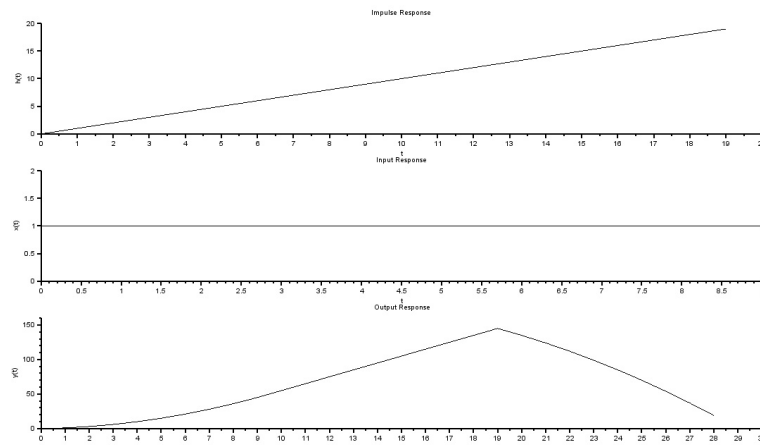 Impulse Response
20
15
10
5
0
h(t)
0 1 2 3 4 5 6 7 8 9 10 11 12 13 14 15 16 17 18 19
t
Input Response
2
1.5
1
0.5
0
x(t)
0 0.5 1 1.5 2 2.5 3 3.5 4 4.5 5 5.5 6 6.5 7 7.5 8 8.5
t
Output Response
150
100
50
0
y(t)
0 1 2 3 4 5 6 7 8 9 10 11 12 13 14 15 16 17 18 19 20 21 22 23 24 25 26 27 28 29